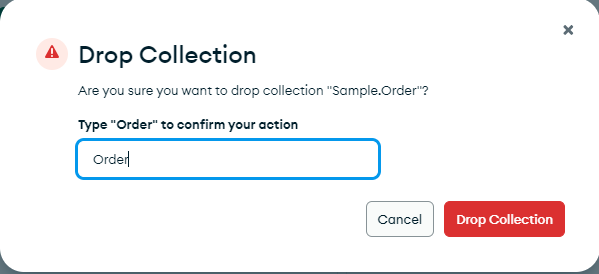 Drop Collection
Are you sure you want to drop collection "Sample.Order"?
Type "Order" to confirm your action
Order
Cancel
Drop Collection